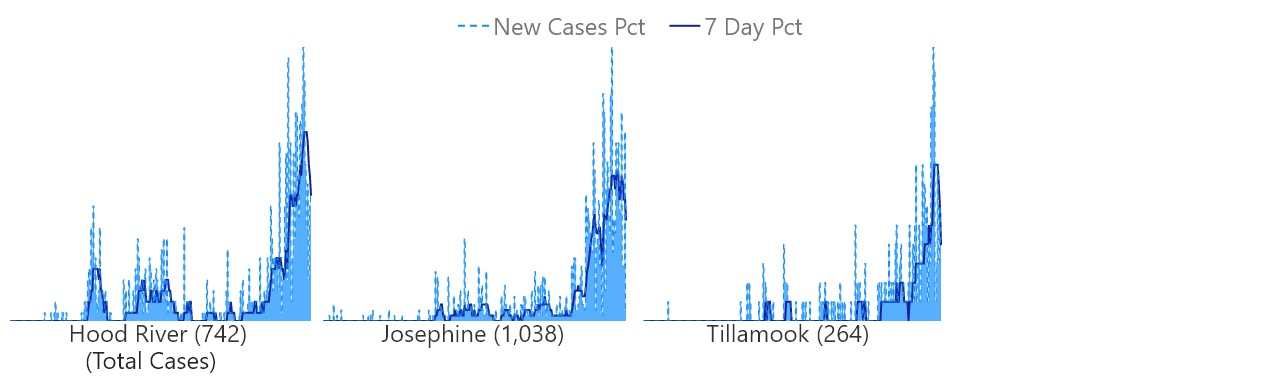 New Cases Pct 7 Day Pct
Hood River (742) Josephine (1,038) Tillamook (264)
(Total Cases)